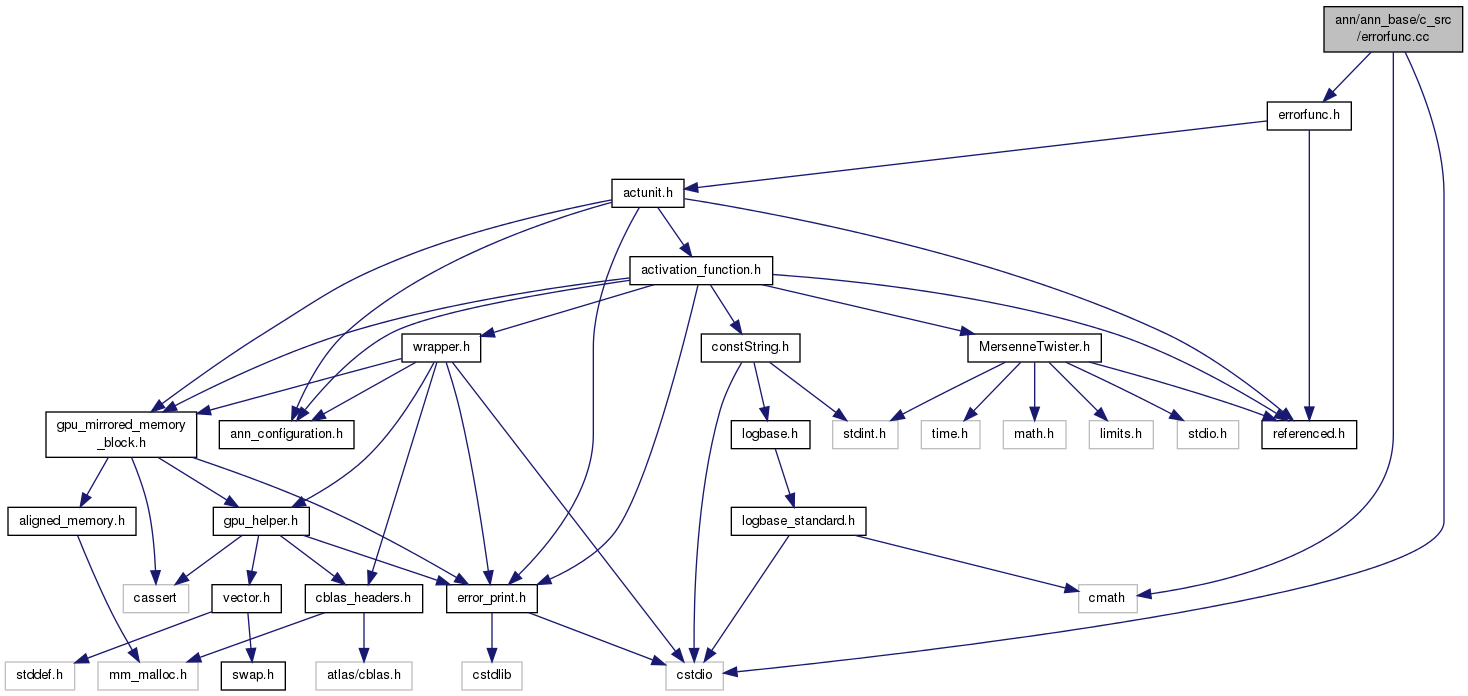 ann/ann_base/c_src
/errorfunc.cc
errorfunc.h
actunit.h
activation_function.h
wrapper.h
constString.h
MersenneTwister.h
gpu_mirrored_memory
_block.h
ann_configuration.h
logbase.h
stdint.h
time.h
math.h
limits.h
stdio.h
referenced.h
aligned_memory.h
gpu_helper.h
logbase_standard.h
cassert
vector.h
cblas_headers.h
error_print.h
cmath
stddef.h
mm_malloc.h
swap.h
atlas/cblas.h
cstdlib
cstdio